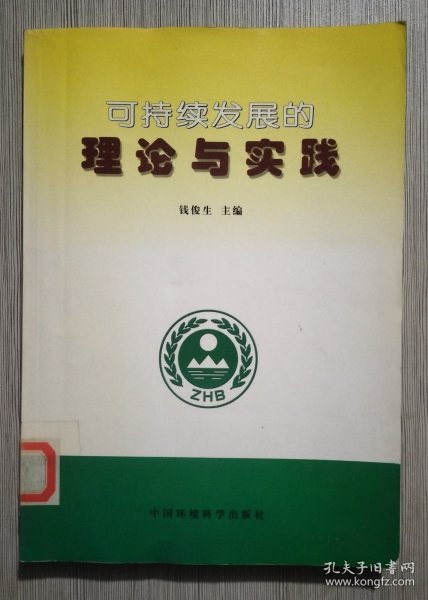 可持续发展的
理论与实践
钱俊生 主编
ZHB
中国环境科学出版社
孔夫子旧书网
www.kongfz.com